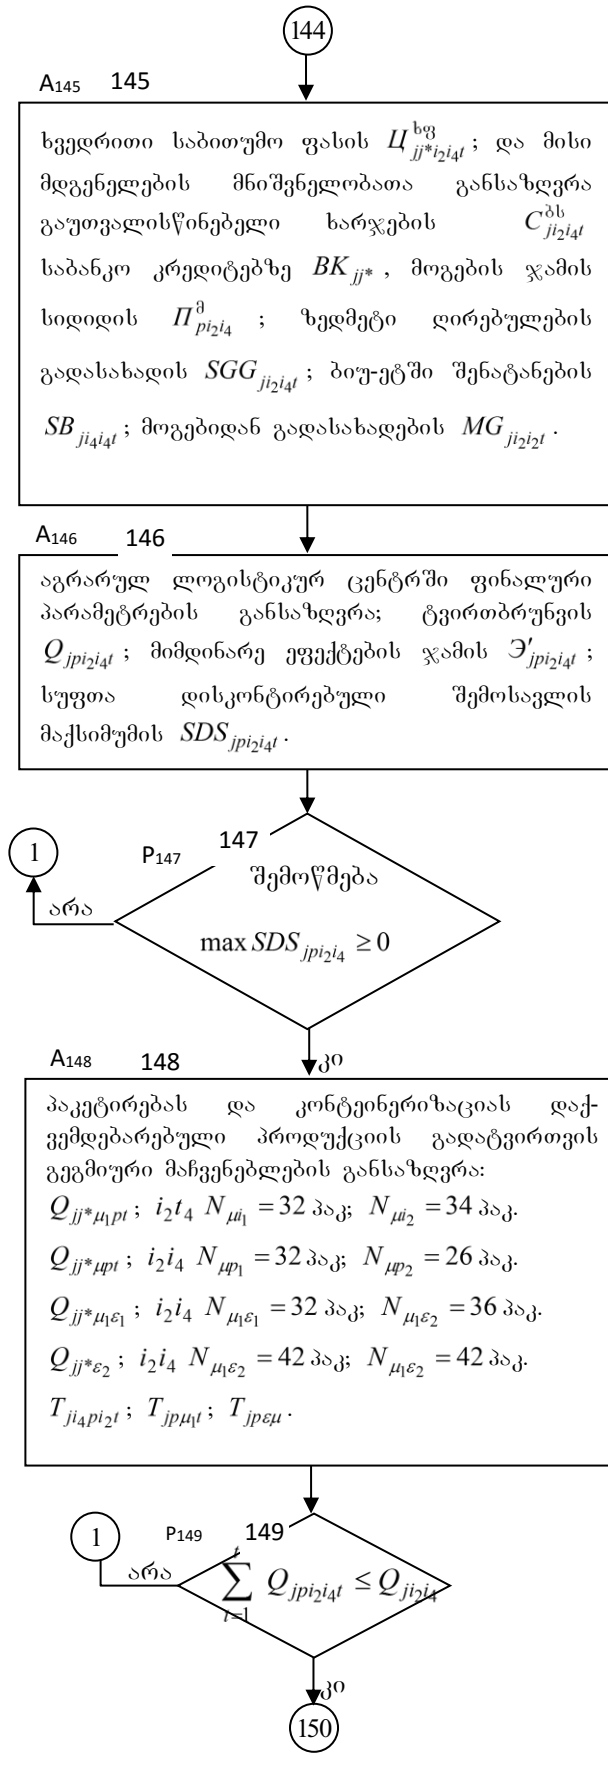 144
A145 145
ხვედრითი საბითუმო ფასის Ц^{ხფ}_{jj*i₂i₄t}; და მისი
მდგენელების მნიშვნელობათა განსაზღვრა
გაუთვალისწინებელი ხარჯების C^{ბს}_{ji₂i₄t}
საბანკო კრედიტებზე BK_{jj*}, მოგების ჯამის
სიდიდის П^{მ}_{pi₂i₄} ; ზედმეტი ღირებულების
გადასახადის SGG_{ji₂i₄t}; ბიუ-ეტში შენატანების
SB_{ji₄i₄t}; მოგებიდან გადასახადების MG_{ji₂i₂t}.
A146 146
აგრარულ ლოგისტიკურ ცენტრში ფინალური
პარამეტრების განსაზღვრა; ტვირთბრუნვის
Q_{jpi₂i₄t}; მიმდინარე ეფექტების ჯამის Э′_{jpi₂i₄t};
სუფთა დისკონტირებული შემოსავლის
მაქსიმუმის SDS_{jpi₂i₄t}.
1
P147 147
შემოწმება
არა
max SDS_{jpi₂i₄} ≥ 0
კი
A148 148
პაკეტირებას და კონტეინერიზაციას დაქ-
ვემდებარებული პროდუქციის გადატვირთვის
გეგმიური მაჩვენებლების განსაზღვრა:
Q_{jj*μ₁pt}; i₂t₄ N_{μi₁} = 32 პაკ; N_{μi₂} = 34 პაკ.
Q_{jj*μpt}; i₂i₄ N_{μp₁} = 32 პაკ; N_{μp₂} = 26 პაკ.
Q_{jj*μ₁ε₁}; i₂i₄ N_{μ₁ε₁} = 32 პაკ; N_{μ₁ε₂} = 36 პაკ.
Q_{jj*ε₂}; i₂i₄ N_{μ₁ε₂} = 42 პაკ; N_{μ₁ε₂} = 42 პაკ.
T_{ji₄pi₂t}; T_{jpμ₁t}; T_{jpεμ}.
1
P149 149
არა
∑_{t=1}^{t} Q_{jpi₂i₄t} ≤ Q_{ji₂i₄}
კი
150